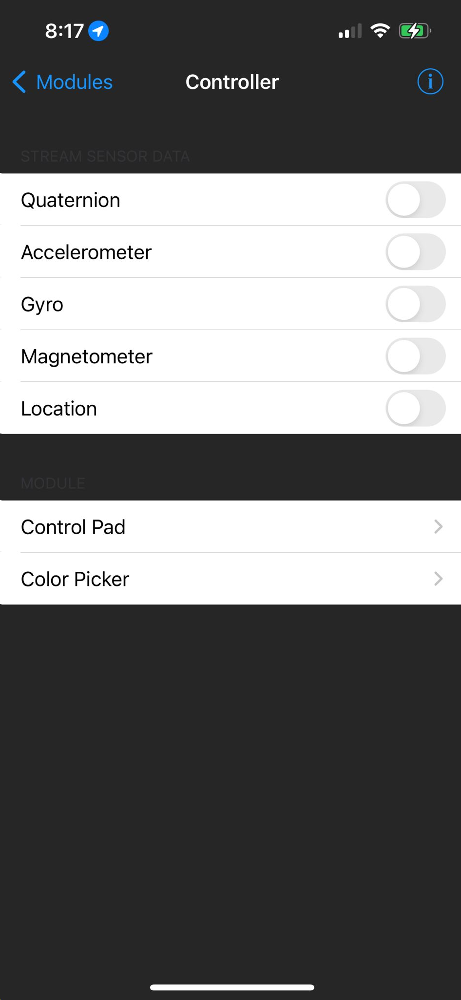 8:17
Modules
Controller
STREAM SENSOR DATA
Quaternion
Accelerometer
Gyro
Magnetometer
Location
MODULE
Control Pad
Color Picker